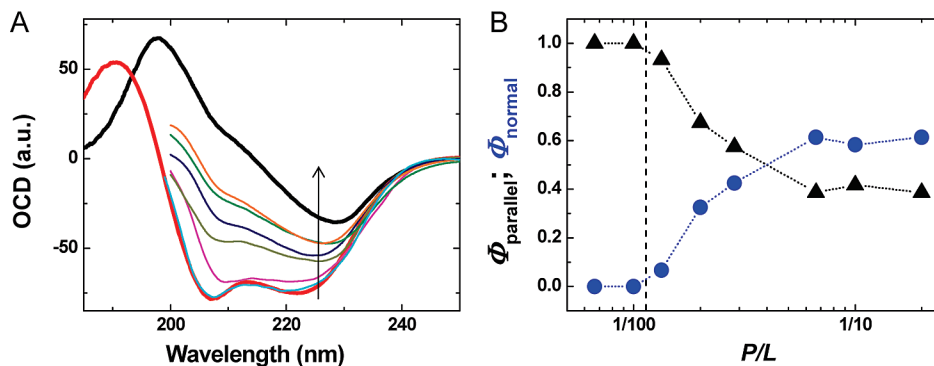 A
OCD (a.u.)
50
0
-50
200
220
240
Wavelength (nm)
B
Φparallel; Φnormal
1.0
0.8
0.6
0.4
0.2
0.0
1/100
1/10
P/L